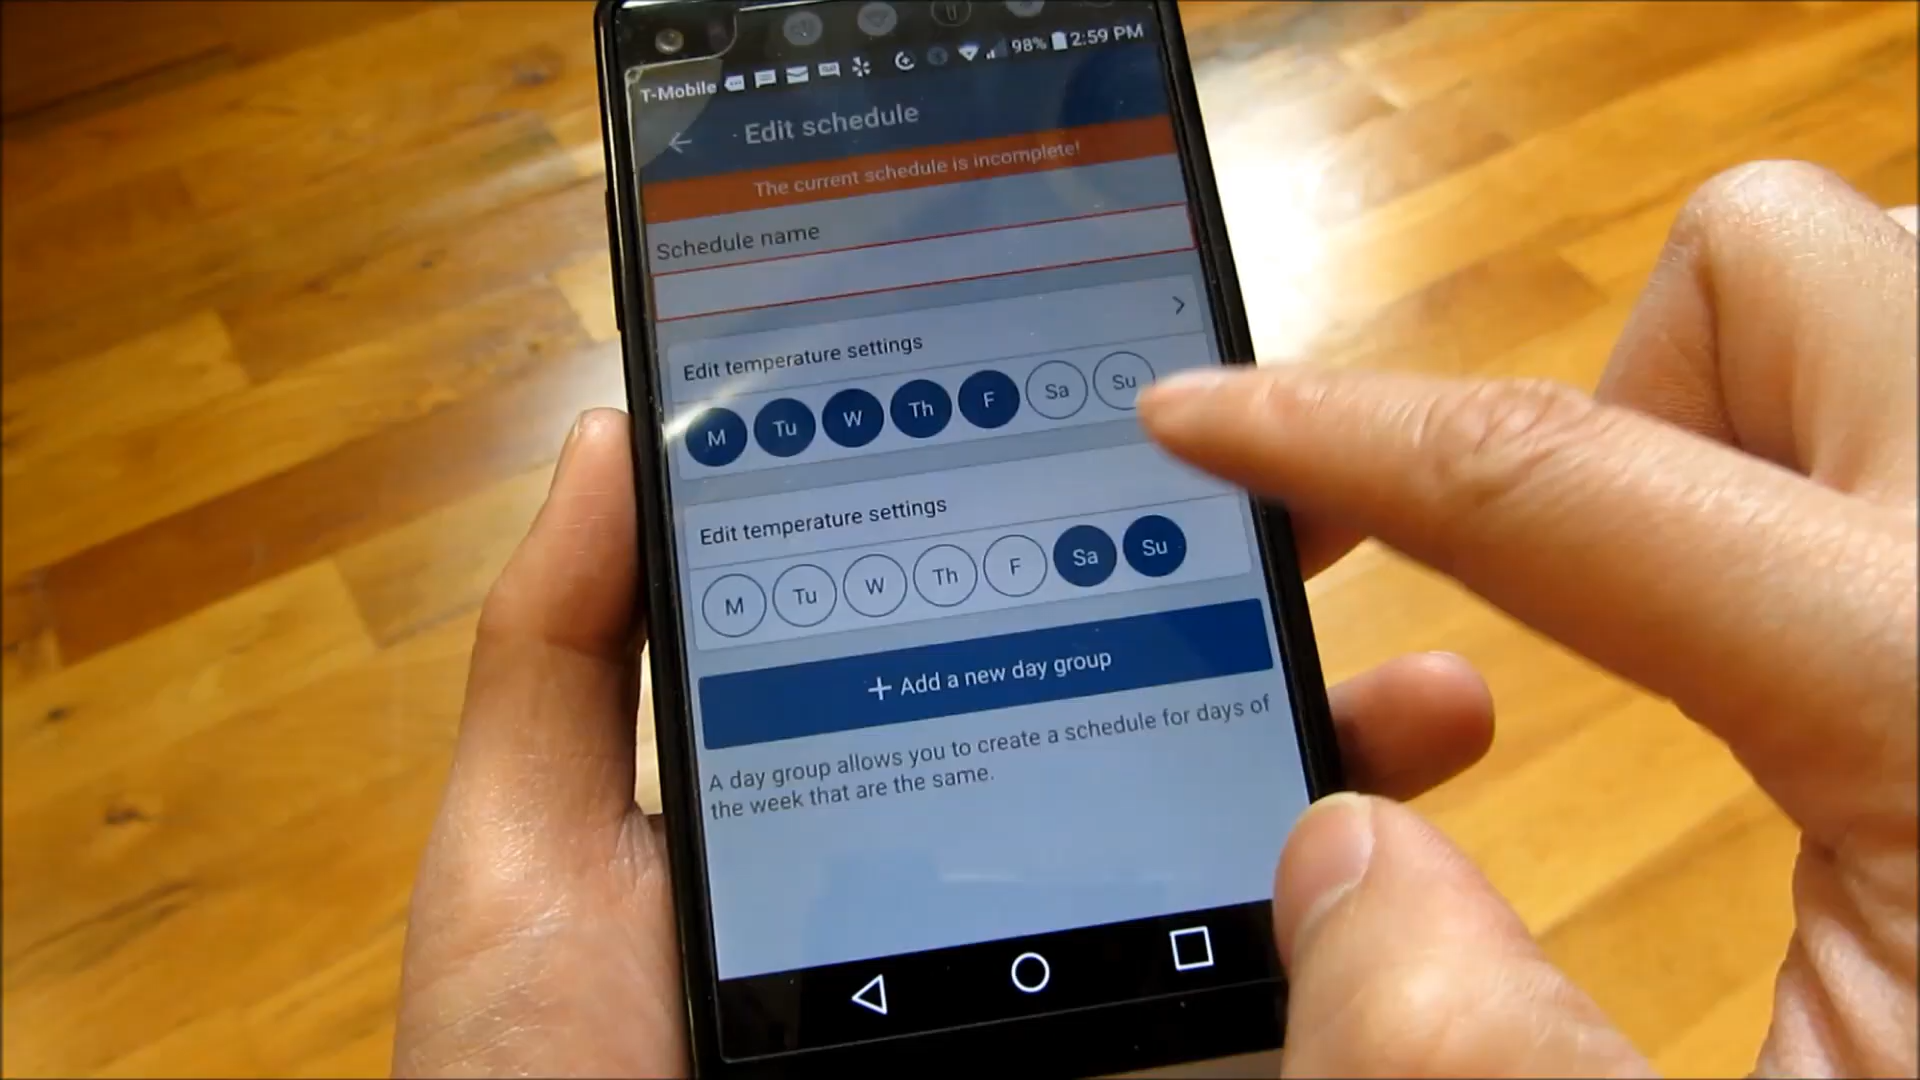 T-Mobile 98% 2:59 PM
Edit schedule
The current schedule is incomplete!
Schedule name
Edit temperature settings
M Tu W Th F Sa Su
Edit temperature settings
M Tu W Th F Sa Su
+ Add a new day group
A day group allows you to create a schedule for days of
the week that are the same.